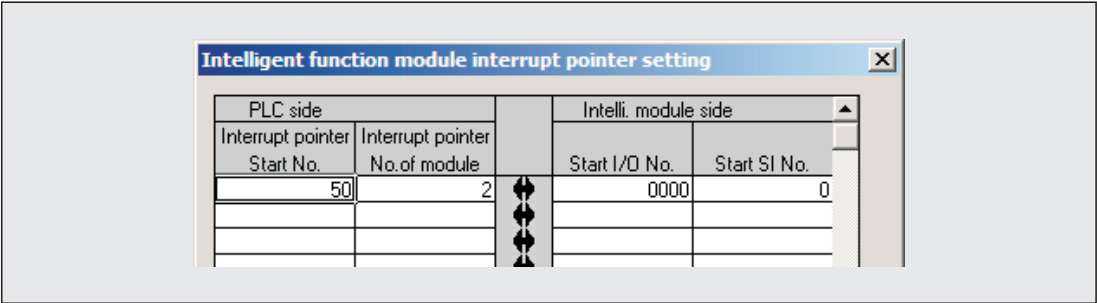 Intelligent function module interrupt pointer setting
PLC side Intelli. module side
Interrupt pointer Interrupt pointer
Start No. No.of module Start I/O No. Start SI No.
50 2 0000 0